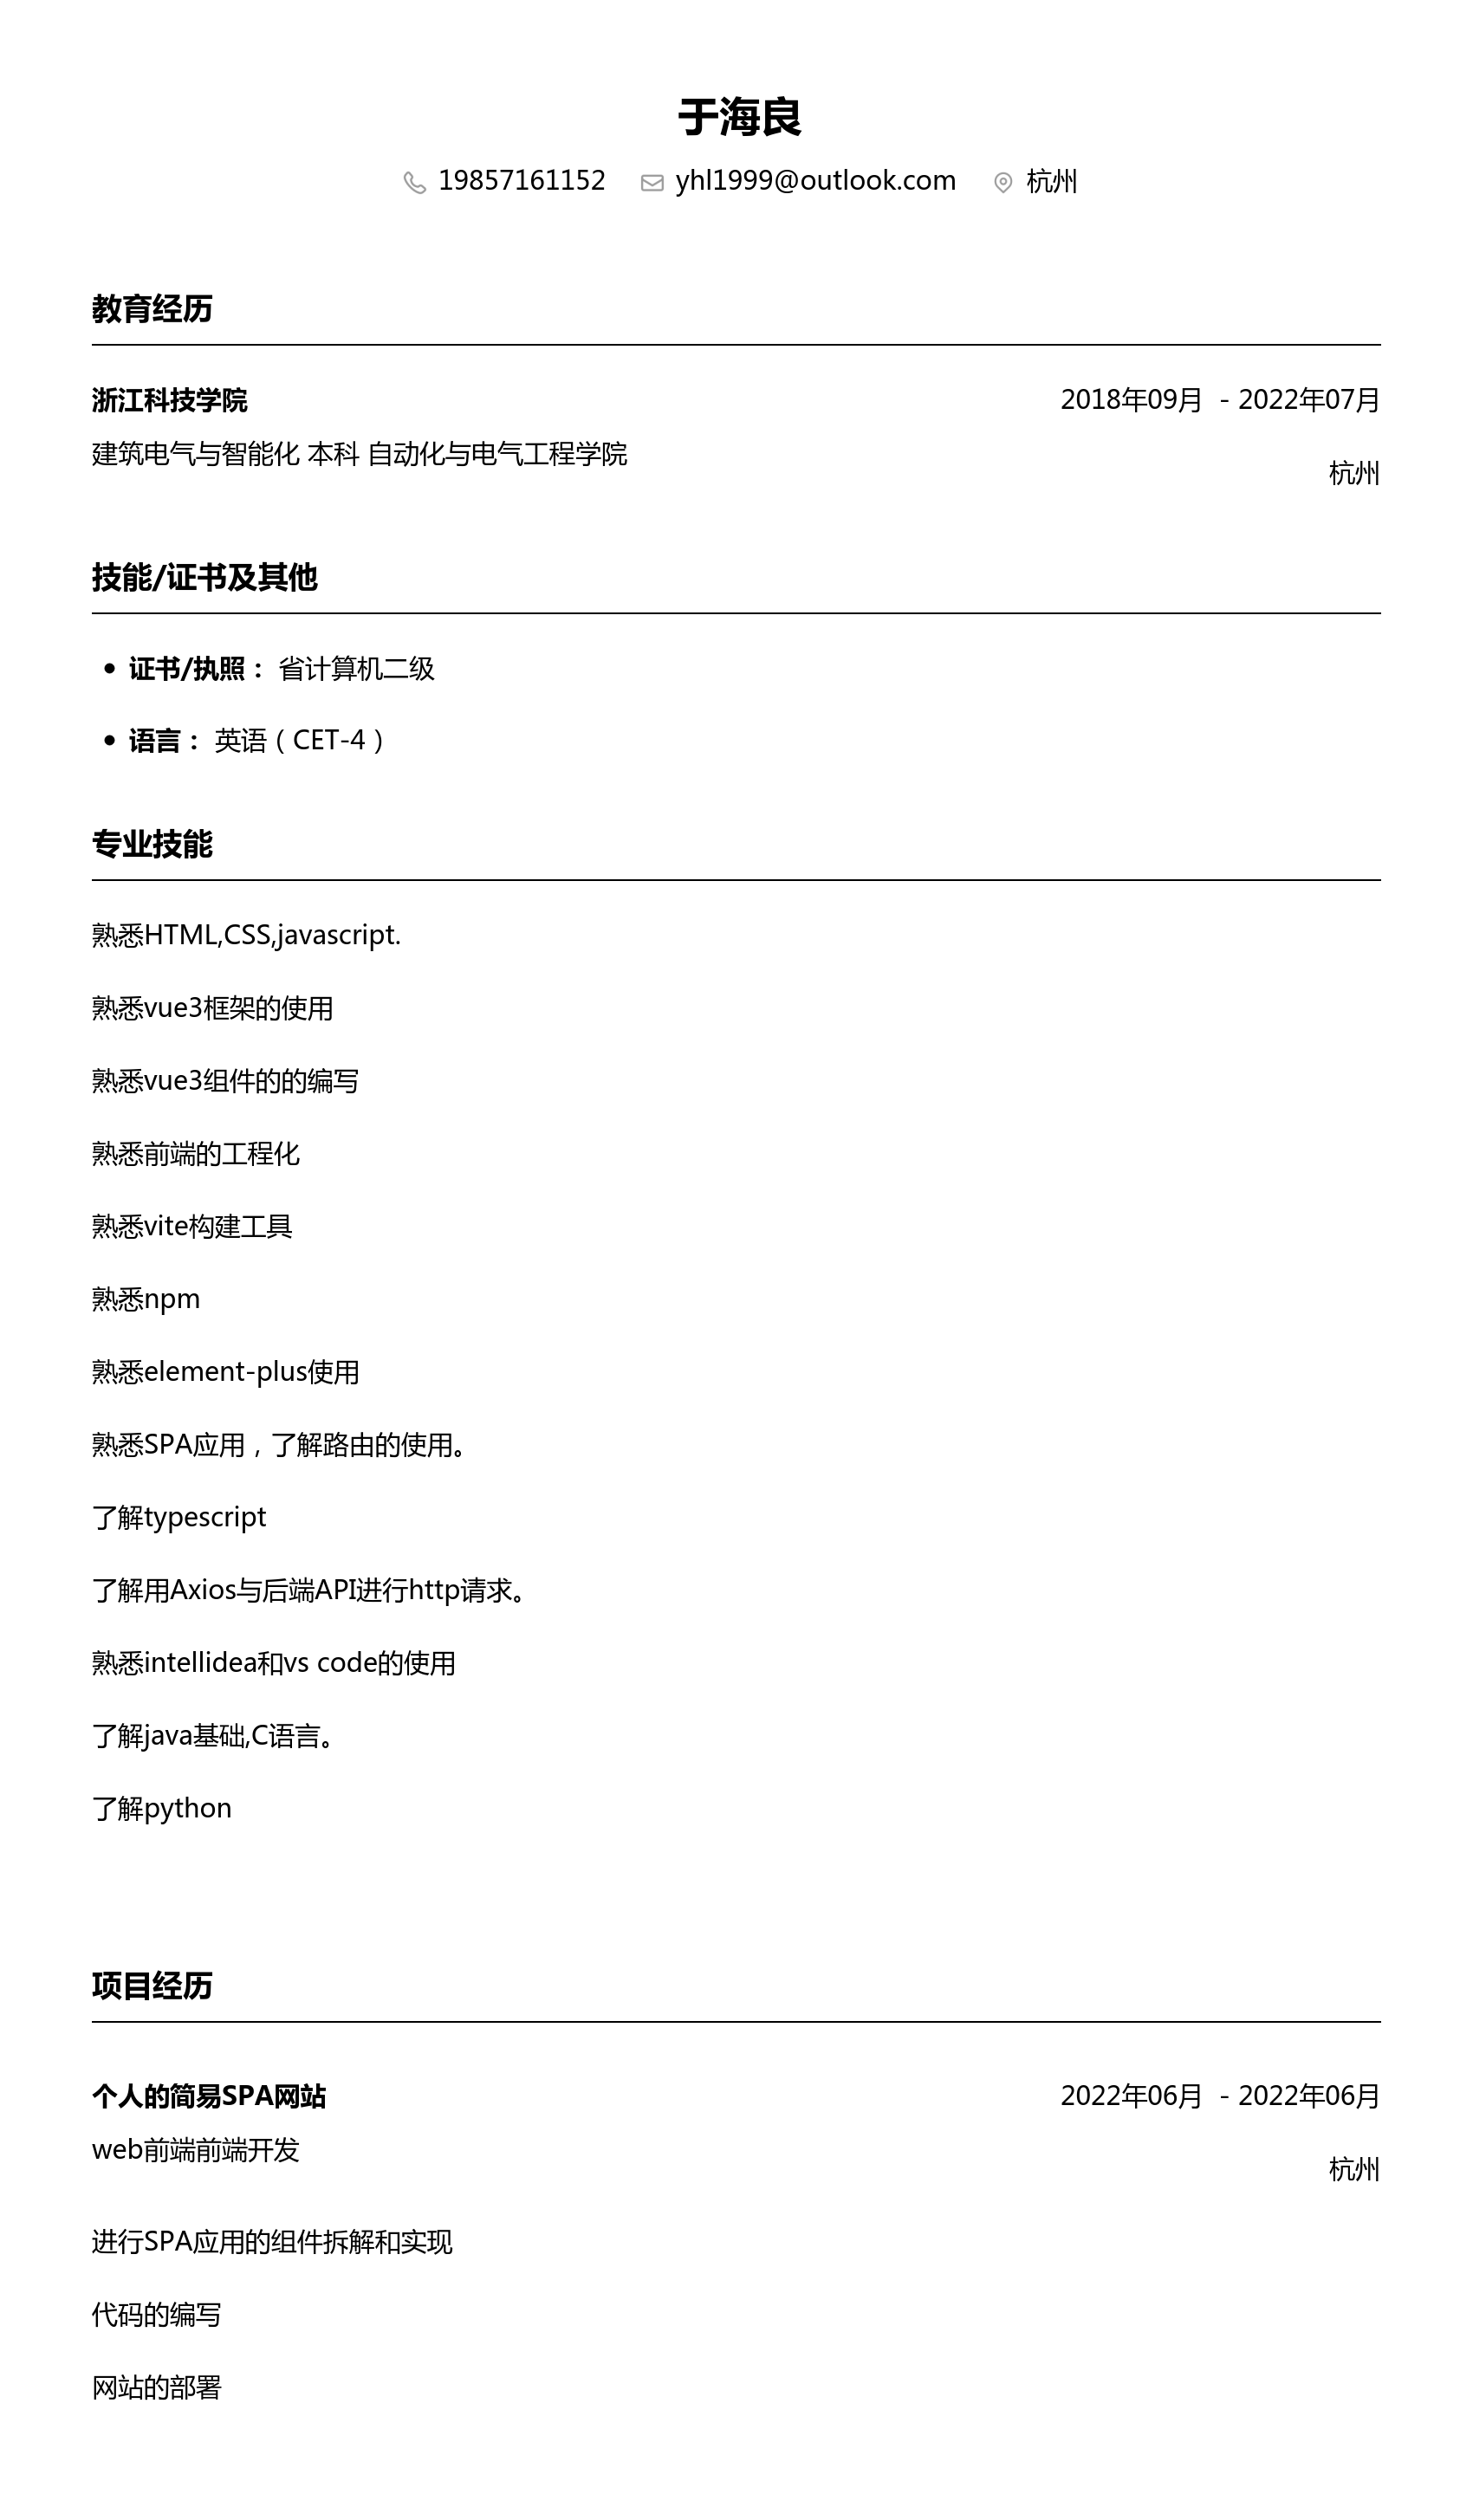 于海良
19857161152 yhl1999@outlook.com 杭州
教育经历
浙江科技学院 2018年09月 - 2022年07月
建筑电气与智能化 本科 自动化与电气工程学院
杭州
技能/证书及其他
• 证书/执照： 省计算机二级
• 语言： 英语（CET-4）
专业技能
熟悉HTML,CSS,javascript.
熟悉vue3框架的使用
熟悉vue3组件的的编写
熟悉前端的工程化
熟悉vite构建工具
熟悉npm
熟悉element-plus使用
熟悉SPA应用，了解路由的使用。
了解typescript
了解用Axios与后端API进行http请求。
熟悉intellidea和vs code的使用
了解java基础,C语言。
了解python
项目经历
个人的简易SPA网站 2022年06月 - 2022年06月
web前端前端开发
杭州
进行SPA应用的组件拆解和实现
代码的编写
网站的部署